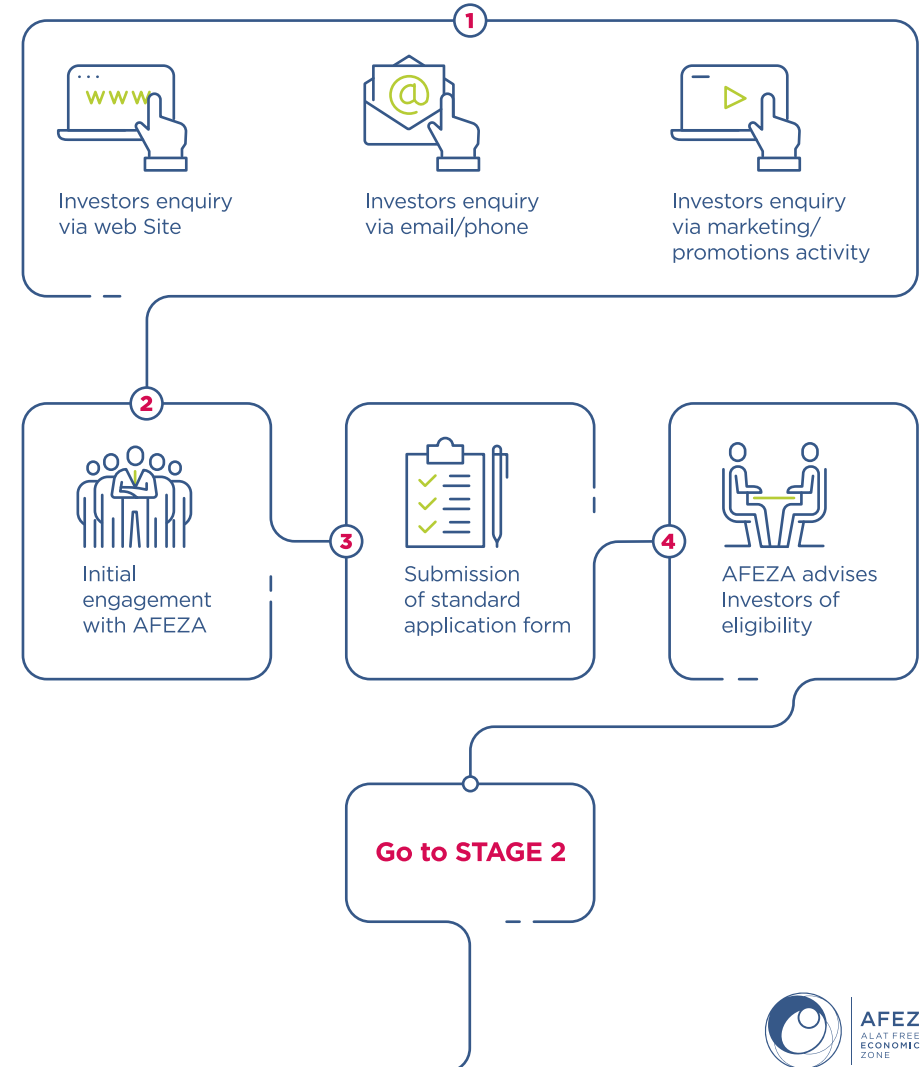 1
www
@
Investors enquiry
via web Site
Investors enquiry
via email/phone
Investors enquiry
via marketing/
promotions activity
2
Initial
engagement
with AFEZA
3
Submission
of standard
application form
4
AFEZA advises
Investors of
eligibility
Go to STAGE 2
AFEZ
ALAT FREE
ECONOMIC
ZONE